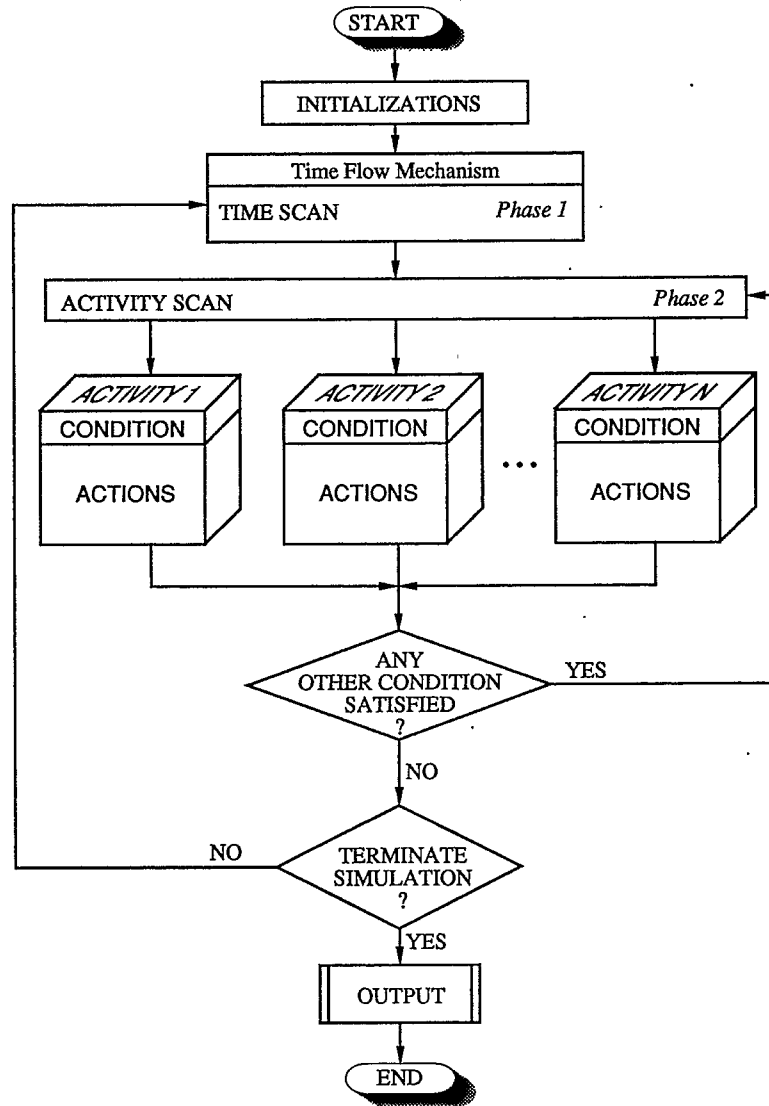 START
INITIALIZATIONS
Time Flow Mechanism
TIME SCAN Phase 1
ACTIVITY SCAN Phase 2
ACTIVITY 1
CONDITION
ACTIONS
ACTIVITY 2
CONDITION
ACTIONS
...
ACTIVITY N
CONDITION
ACTIONS
ANY
OTHER CONDITION
SATISFIED
?
YES
NO
TERMINATE
SIMULATION
?
NO
YES
OUTPUT
END